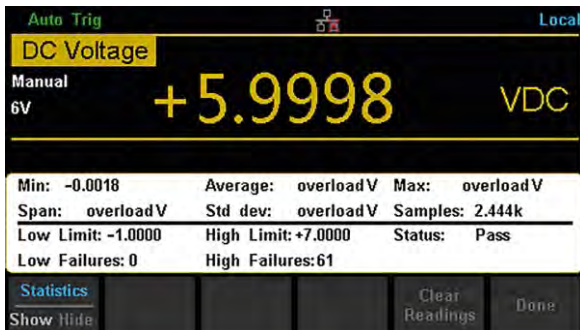 Auto Trig Local
DC Voltage
Manual
6V +5.9998 VDC
Min: -0.0018 Average: overload V Max: overload V
Span: overload V Std dev: overload V Samples: 2.444k
Low Limit: -1.0000 High Limit: +7.0000 Status: Pass
Low Failures: 0 High Failures: 61
Statistics
Show Hide
Clear
Readings
Done